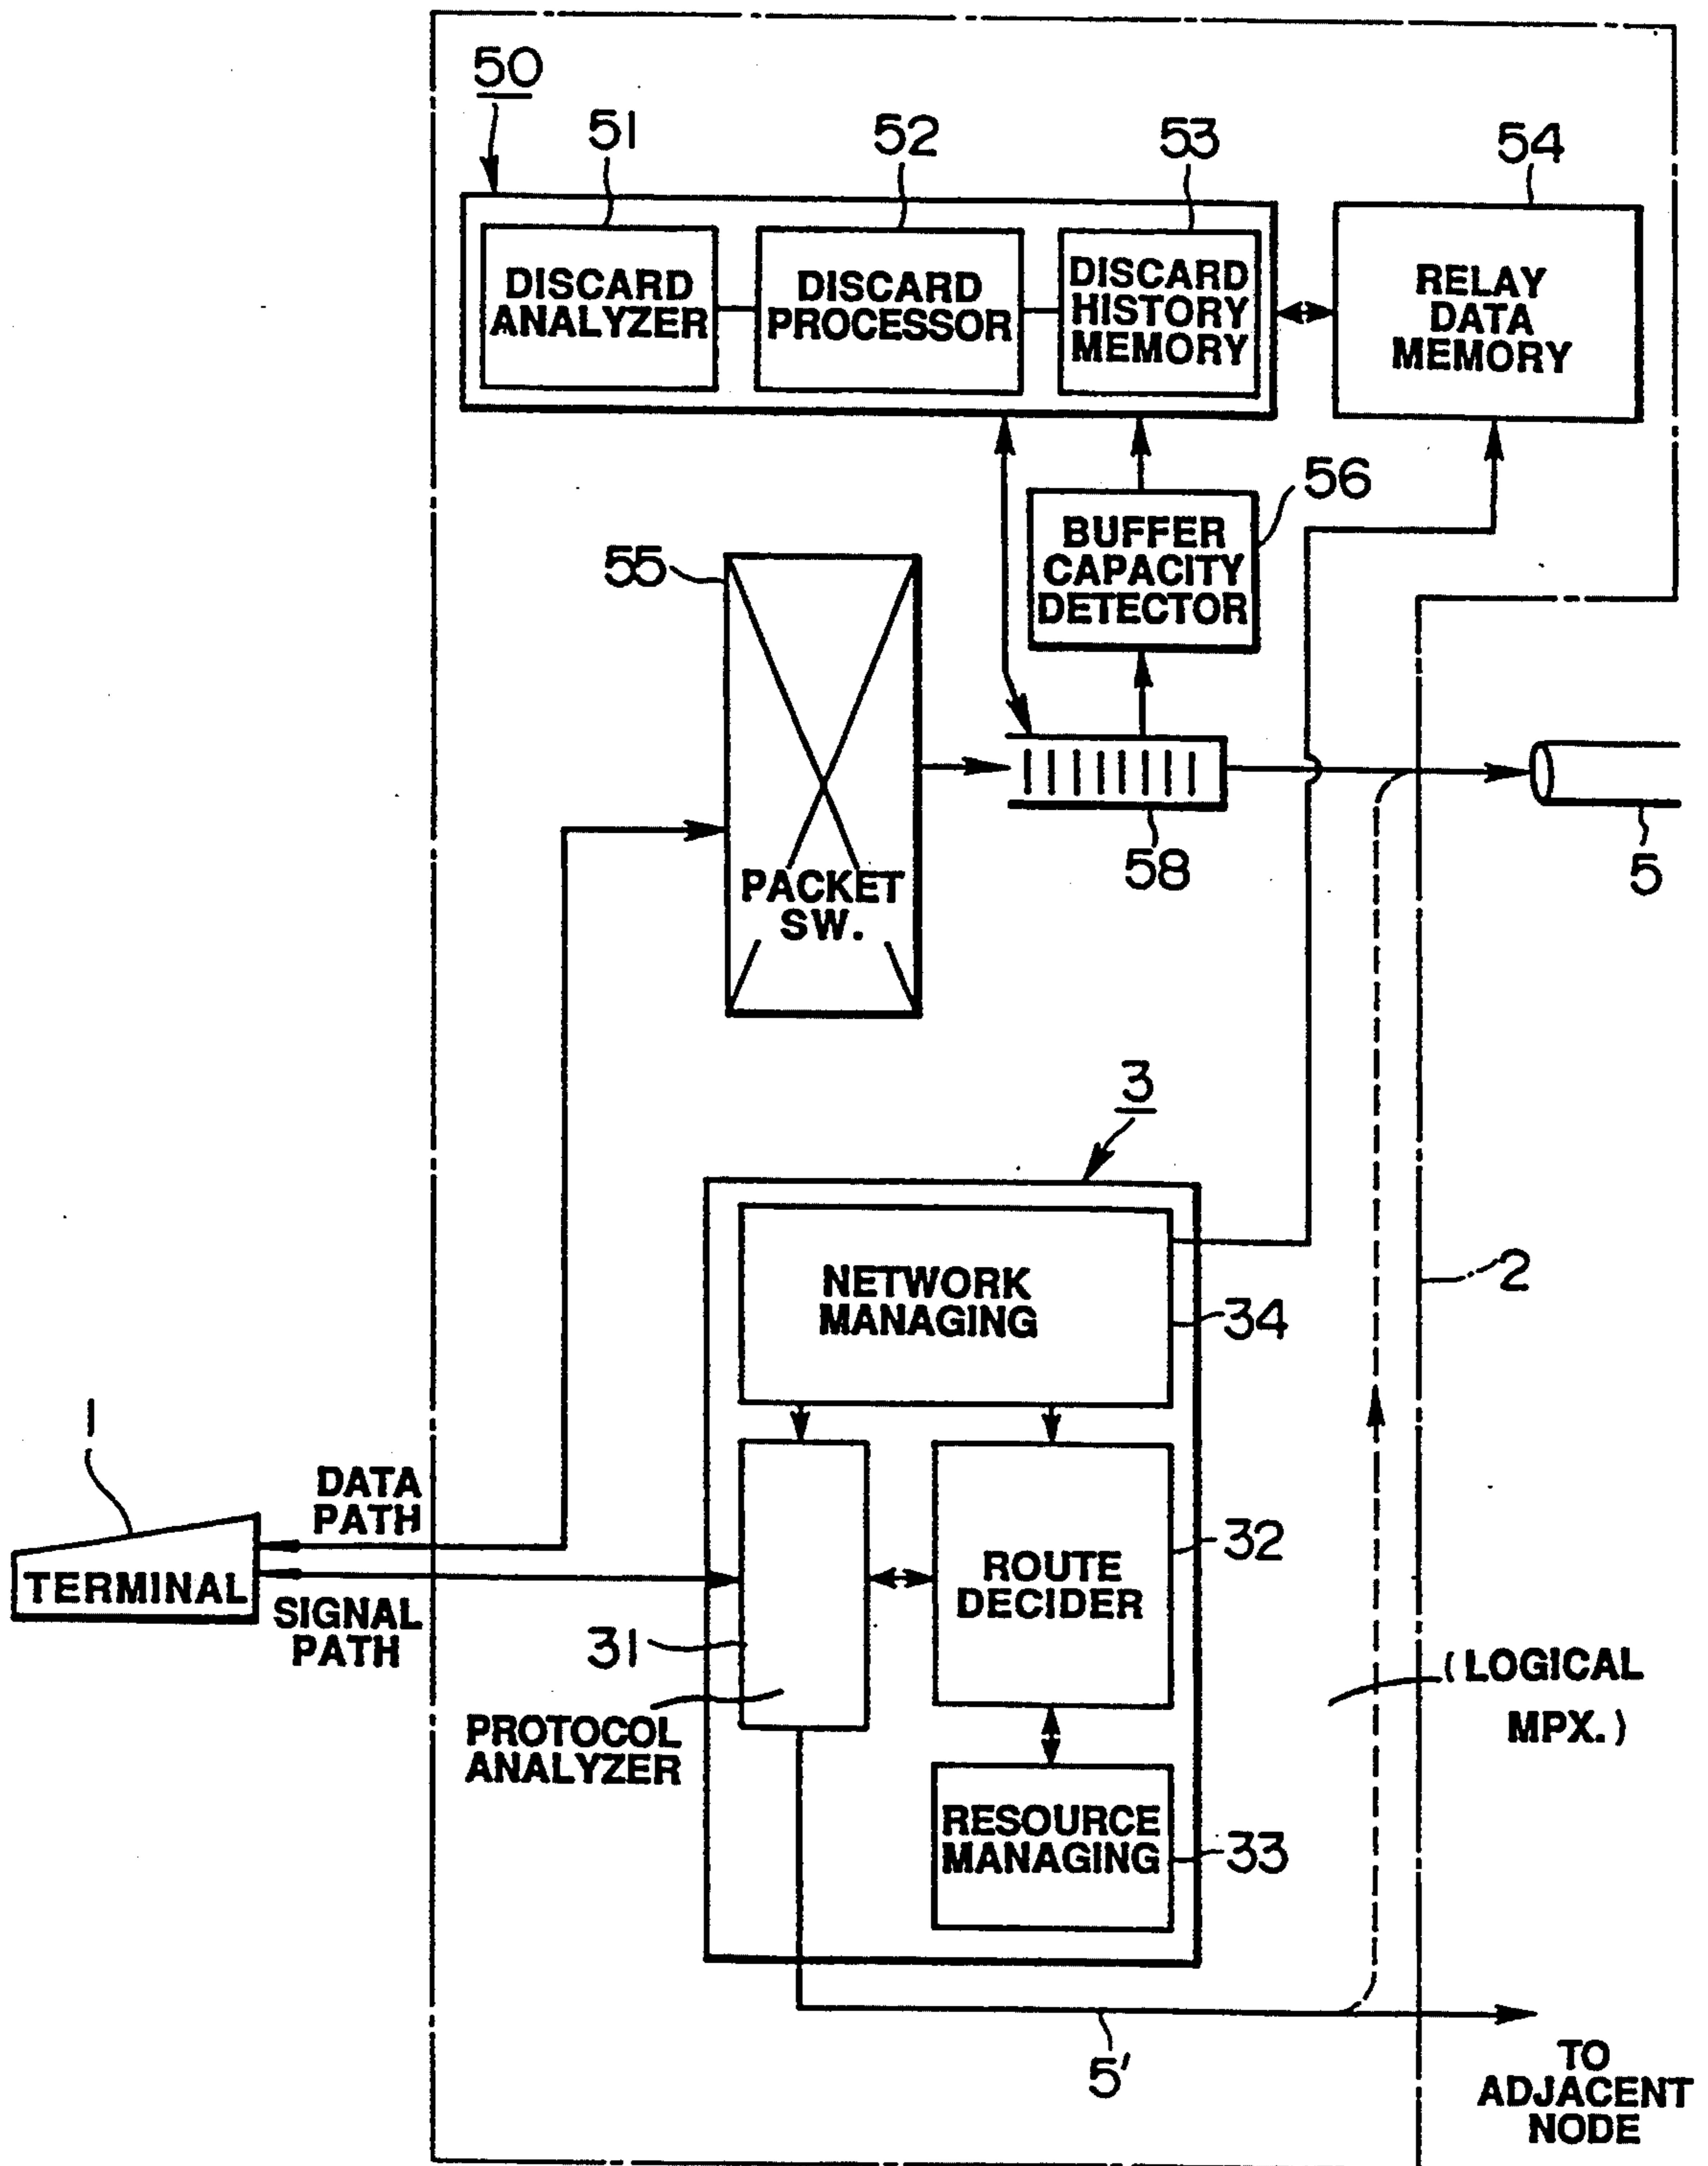 50
51
52
53
54
DISCARD
ANALYZER
DISCARD
PROCESSOR
DISCARD
HISTORY
MEMORY
RELAY
DATA
MEMORY
56
BUFFER
CAPACITY
DETECTOR
55
PACKET
SW.
58
5
3
NETWORK
MANAGING
34
2
1
DATA
PATH
TERMINAL
SIGNAL
PATH
31
PROTOCOL
ANALYZER
32
ROUTE
DECIDER
(LOGICAL
MPX.)
RESOURCE
MANAGING
33
5'
TO
ADJACENT
NODE